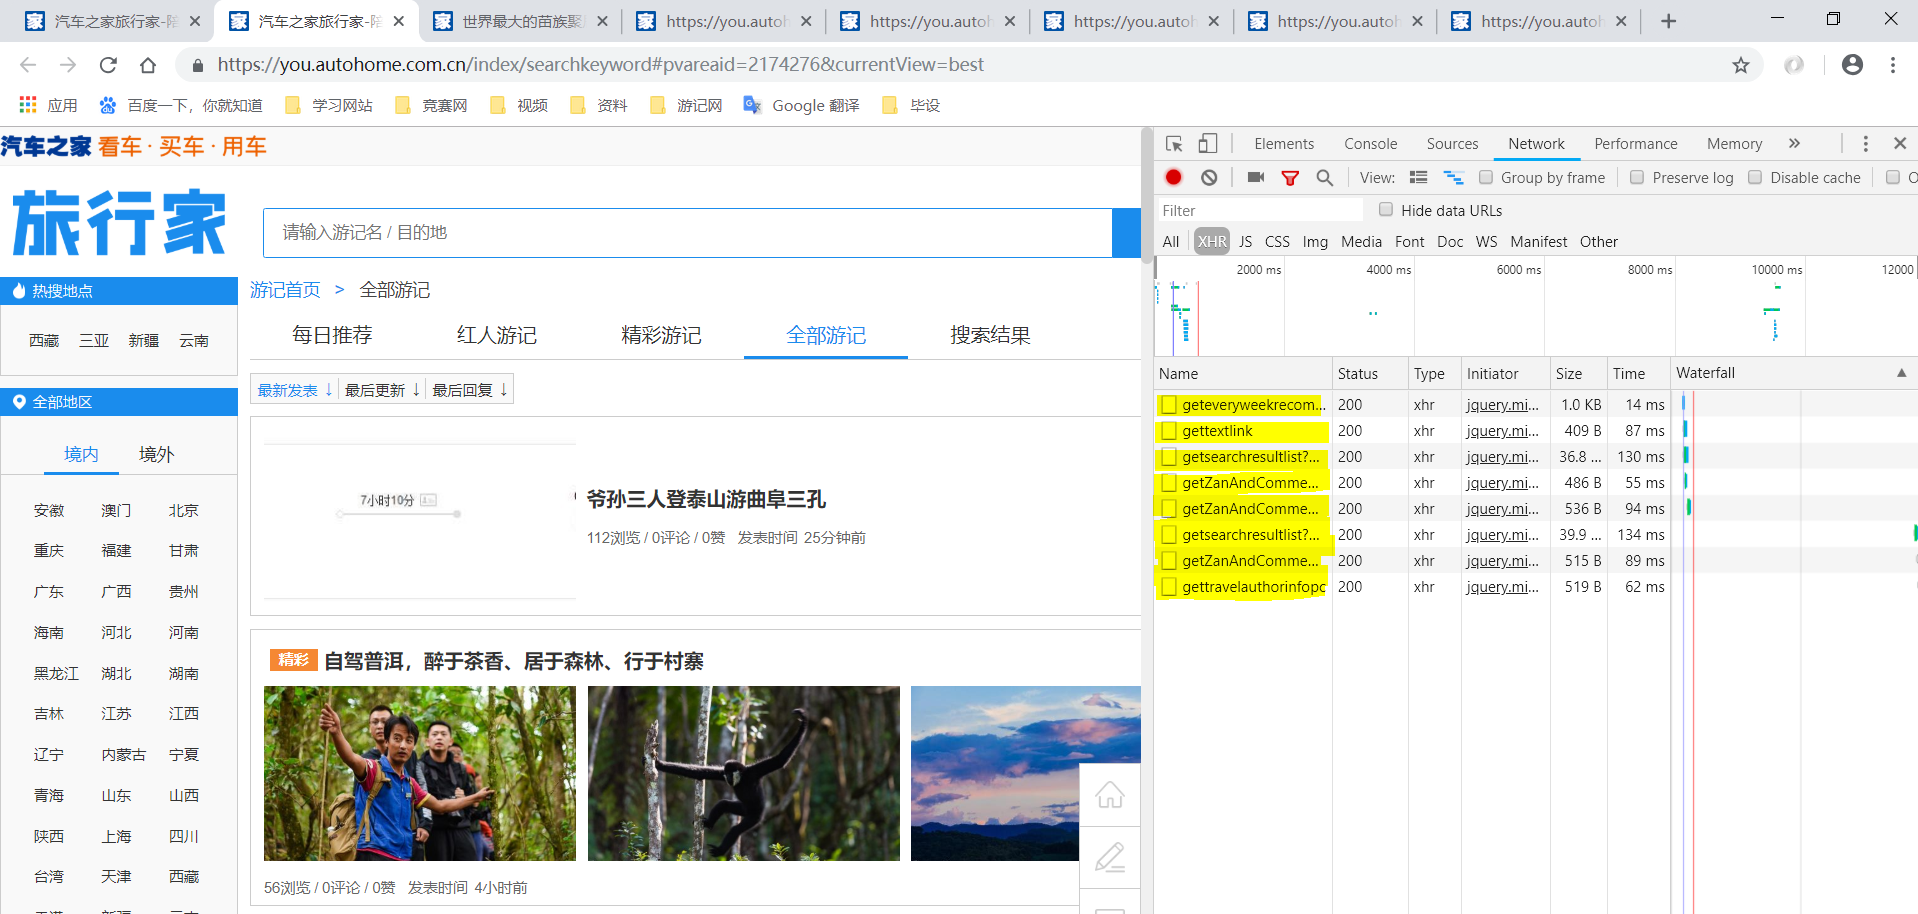 汽车之家旅行家-陪
汽车之家旅行家-陪
世界最大的苗族聚
https://you.autoh
https://you.autoh
https://you.autoh
https://you.autoh
https://you.autoh
https://you.autohome.com.cn/index/searchkeyword#pvareaid=2174276&currentView=best
应用
百度一下，你就知道
学习网站
竞赛网
视频
资料
游记网
Google 翻译
毕设
汽车之家 看车·买车·用车
旅行家
请输入游记名 / 目的地
热搜地点
西藏 三亚 新疆 云南
全部地区
境内 境外
安徽 澳门 北京
重庆 福建 甘肃
广东 广西 贵州
海南 河北 河南
黑龙江 湖北 湖南
吉林 江苏 江西
辽宁 内蒙古 宁夏
青海 山东 山西
陕西 上海 四川
台湾 天津 西藏
游记首页 > 全部游记
每日推荐 红人游记 精彩游记 全部游记 搜索结果
最新发表 ↓ 最后更新 ↓ 最后回复 ↓
7小时10分
爷孙三人登泰山游曲阜三孔
112浏览 / 0评论 / 0赞 发表时间 25分钟前
精彩 自驾普洱，醉于茶香、居于森林、行于村寨
56浏览 / 0评论 / 0赞 发表时间 4小时前
Elements Console Sources Network Performance Memory »
View: Group by frame Preserve log Disable cache O
Filter Hide data URLs
All XHR JS CSS Img Media Font Doc WS Manifest Other
2000 ms 4000 ms 6000 ms 8000 ms 10000 ms 12000
Name Status Type Initiator Size Time Waterfall
geteveryweekrecom... 200 xhr jquery.mi... 1.0 KB 14 ms
gettextlink 200 xhr jquery.mi... 409 B 87 ms
getsearchresultlist?... 200 xhr jquery.mi... 36.8 ... 130 ms
getZanAndComme... 200 xhr jquery.mi... 486 B 55 ms
getZanAndComme... 200 xhr jquery.mi... 536 B 94 ms
getsearchresultlist?... 200 xhr jquery.mi... 39.9 ... 134 ms
getZanAndComme... 200 xhr jquery.mi... 515 B 89 ms
gettravelauthorinfopc 200 xhr jquery.mi... 519 B 62 ms